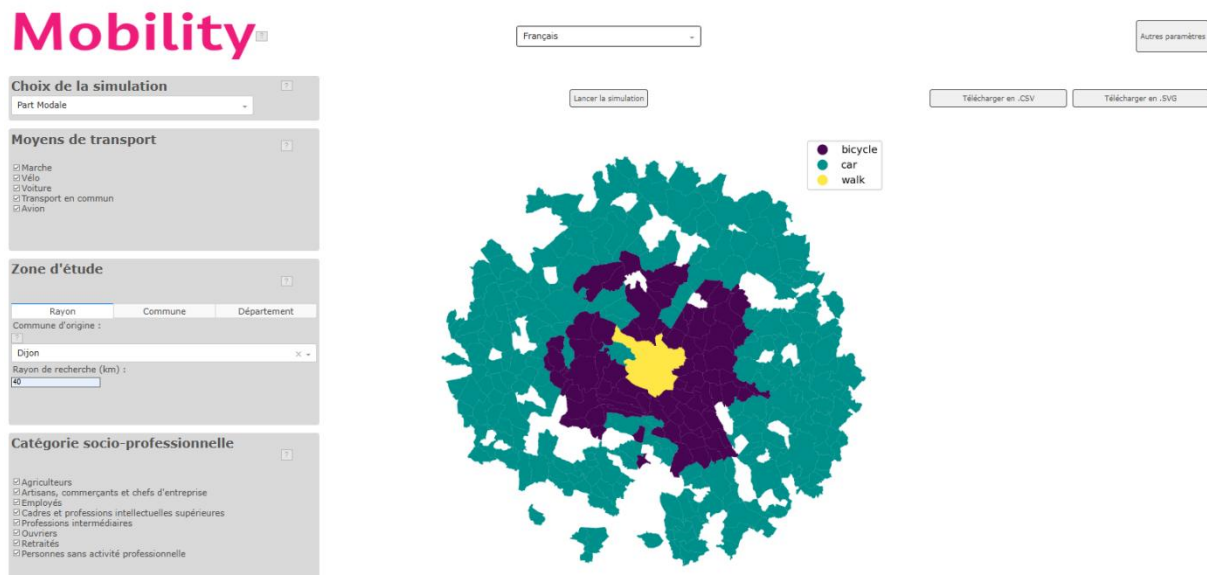 Mobility
?
Français
Autres paramètres
Choix de la simulation
?
Part Modale
Lancer la simulation
Télécharger en .CSV
Télécharger en .SVG
Moyens de transport
?
Marche
Vélo
Voiture
Transport en commun
Avion
bicycle
car
walk
Zone d'étude
?
Rayon
Commune
Département
Commune d'origine :
?
Dijon
Rayon de recherche (km) :
40
Catégorie socio-professionnelle
?
Agriculteurs
Artisans, commerçants et chefs d'entreprise
Employés
Cadres et professions intellectuelles supérieures
Professions intermédiaires
Ouvriers
Retraités
Personnes sans activité professionnelle